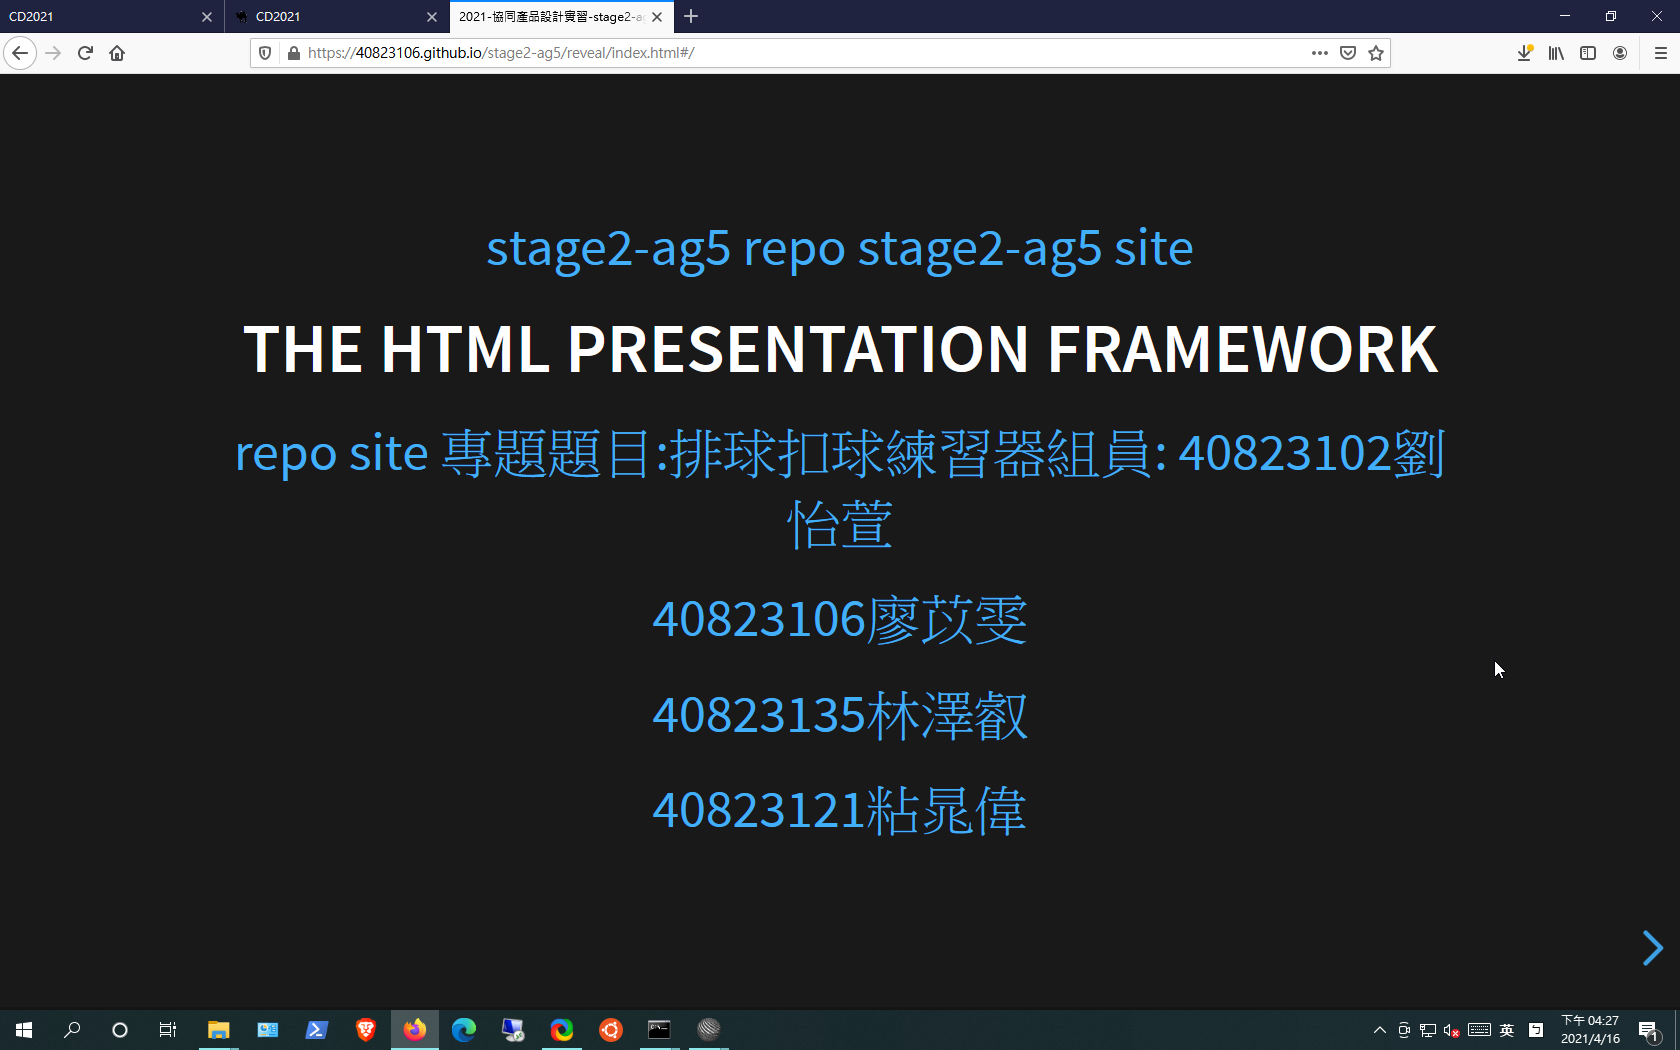 CD2021
CD2021
2021-協同產品設計實習-stage2-ag
https://40823106.github.io/stage2-ag5/reveal/index.html#/
stage2-ag5 repo stage2-ag5 site
THE HTML PRESENTATION FRAMEWORK
repo site 專題題目:排球扣球練習器組員: 40823102劉
怡萱
40823106廖苡雯
40823135林澤叡
40823121粘晁偉
英
下午 04:27
2021/4/16
1